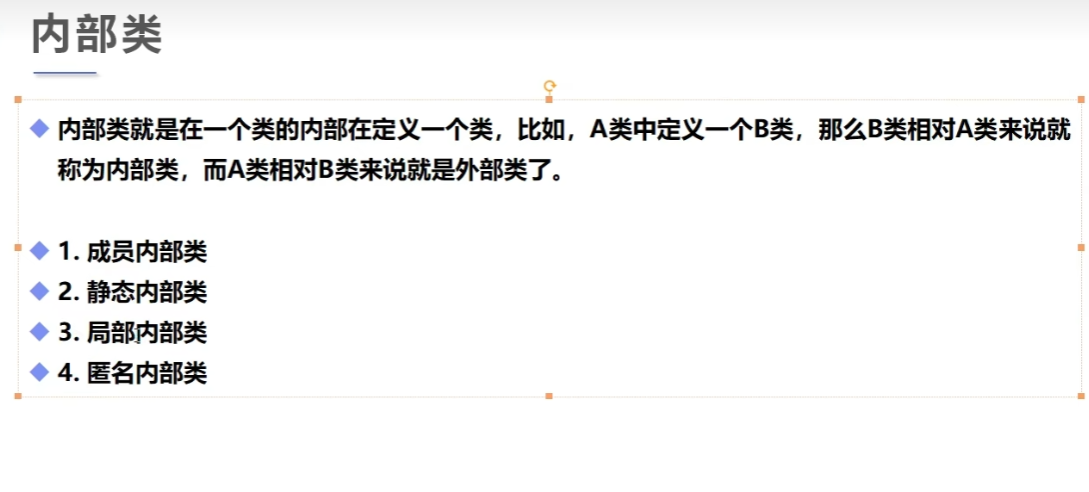 内部类
内部类就是在一个类的内部在定义一个类，比如，A类中定义一个B类，那么B类相对A类来说就
称为内部类，而A类相对B类来说就是外部类了。
1. 成员内部类
2. 静态内部类
3. 局部内部类
4. 匿名内部类